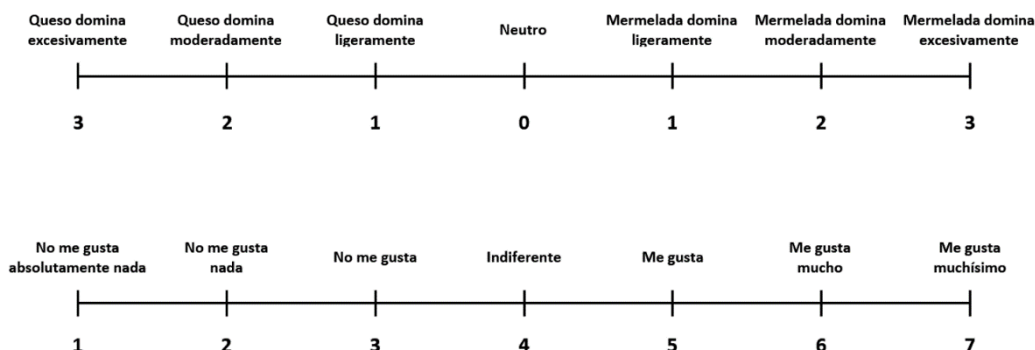 Queso domina excesivamente
Queso domina moderadamente
Queso domina ligeramente
Neutro
Mermelada domina ligeramente
Mermelada domina moderadamente
Mermelada domina excesivamente
3 2 1 0 1 2 3
No me gusta absolutamente nada
No me gusta nada
No me gusta
Indiferente
Me gusta
Me gusta mucho
Me gusta muchísimo
1 2 3 4 5 6 7